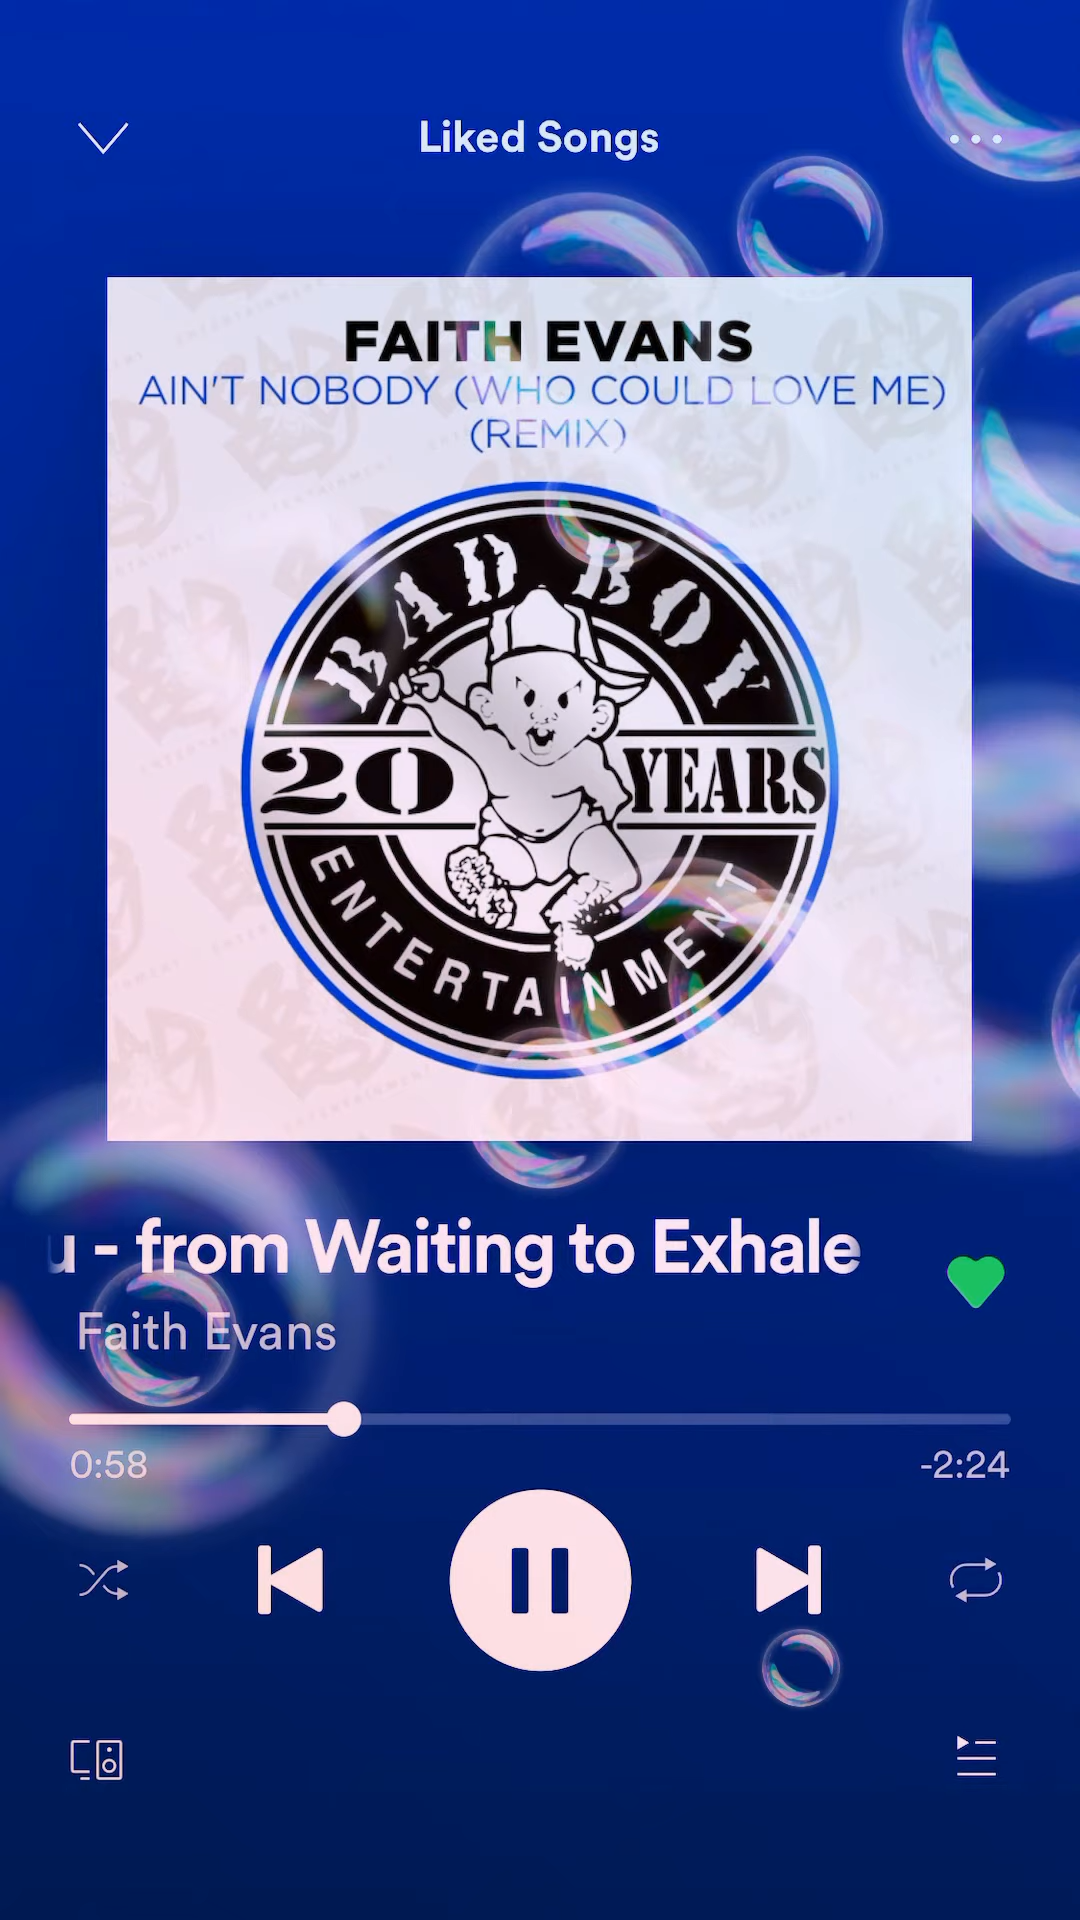 Liked Songs
FAITH EVANS
AIN'T NOBODY (WHO COULD LOVE ME)
(REMIX)
BAD BOY
20 YEARS
ENTERTAINMENT
u - from Waiting to Exhale
Faith Evans
0:58
-2:24